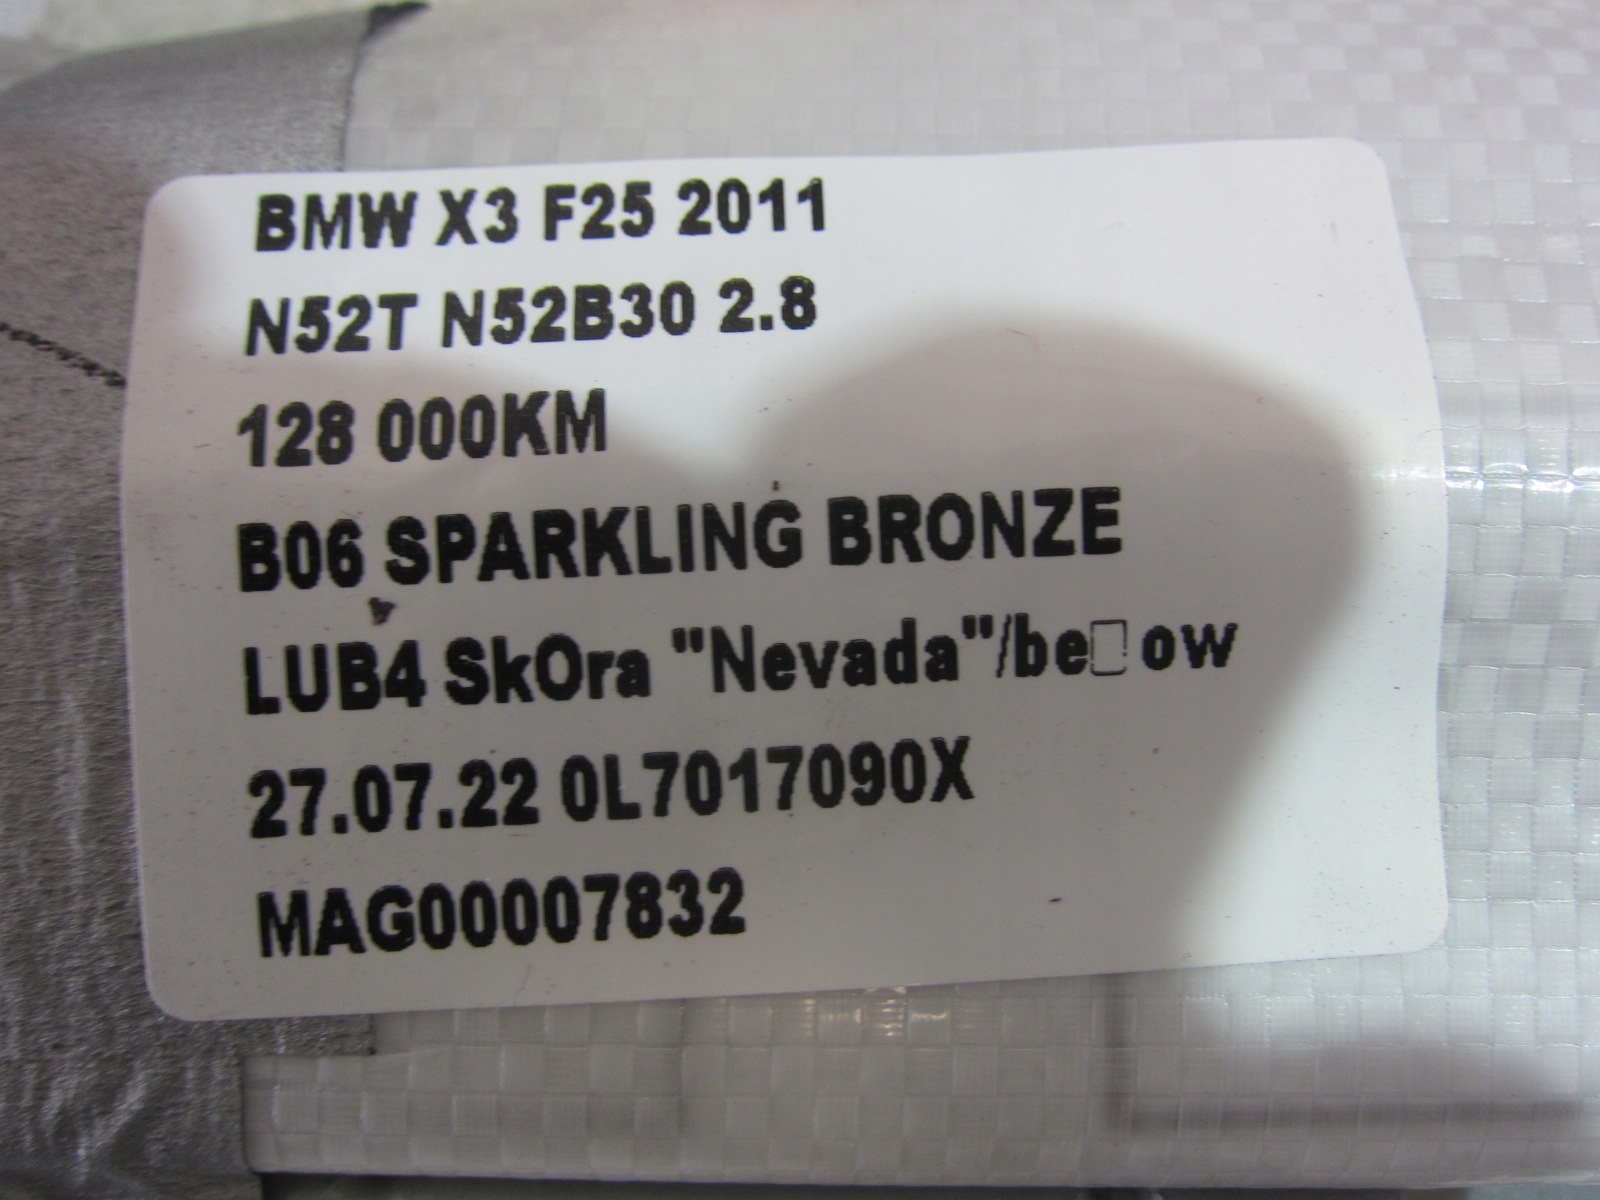 BMW X3 F25 2011
N52T N52B30 2.8
128 000KM
B06 SPARKLING BRONZE
LUB4 SkOra "Nevada"/be□ow
27.07.22 0L7017090X
MAG00007832